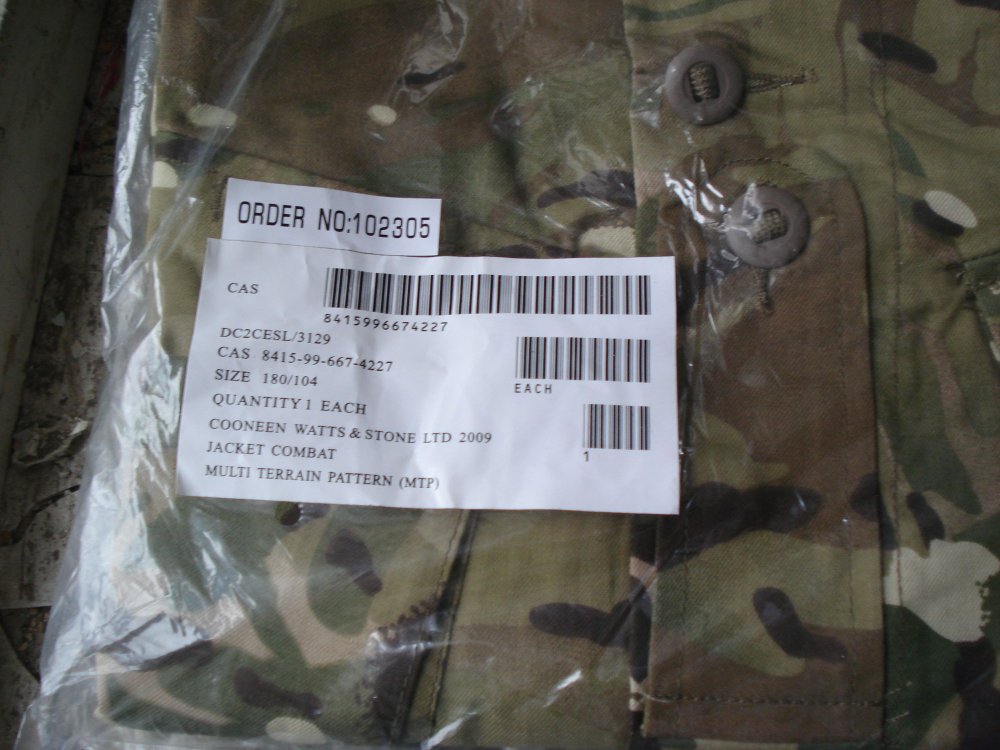 ORDER NO:102305
CAS
8415996674227
DC2CESL/3129
CAS 8415-99-667-4227
SIZE 180/104
EACH
QUANTITY 1 EACH
COONEEN WATTS & STONE LTD 2009
JACKET COMBAT
1
MULTI TERRAIN PATTERN (MTP)